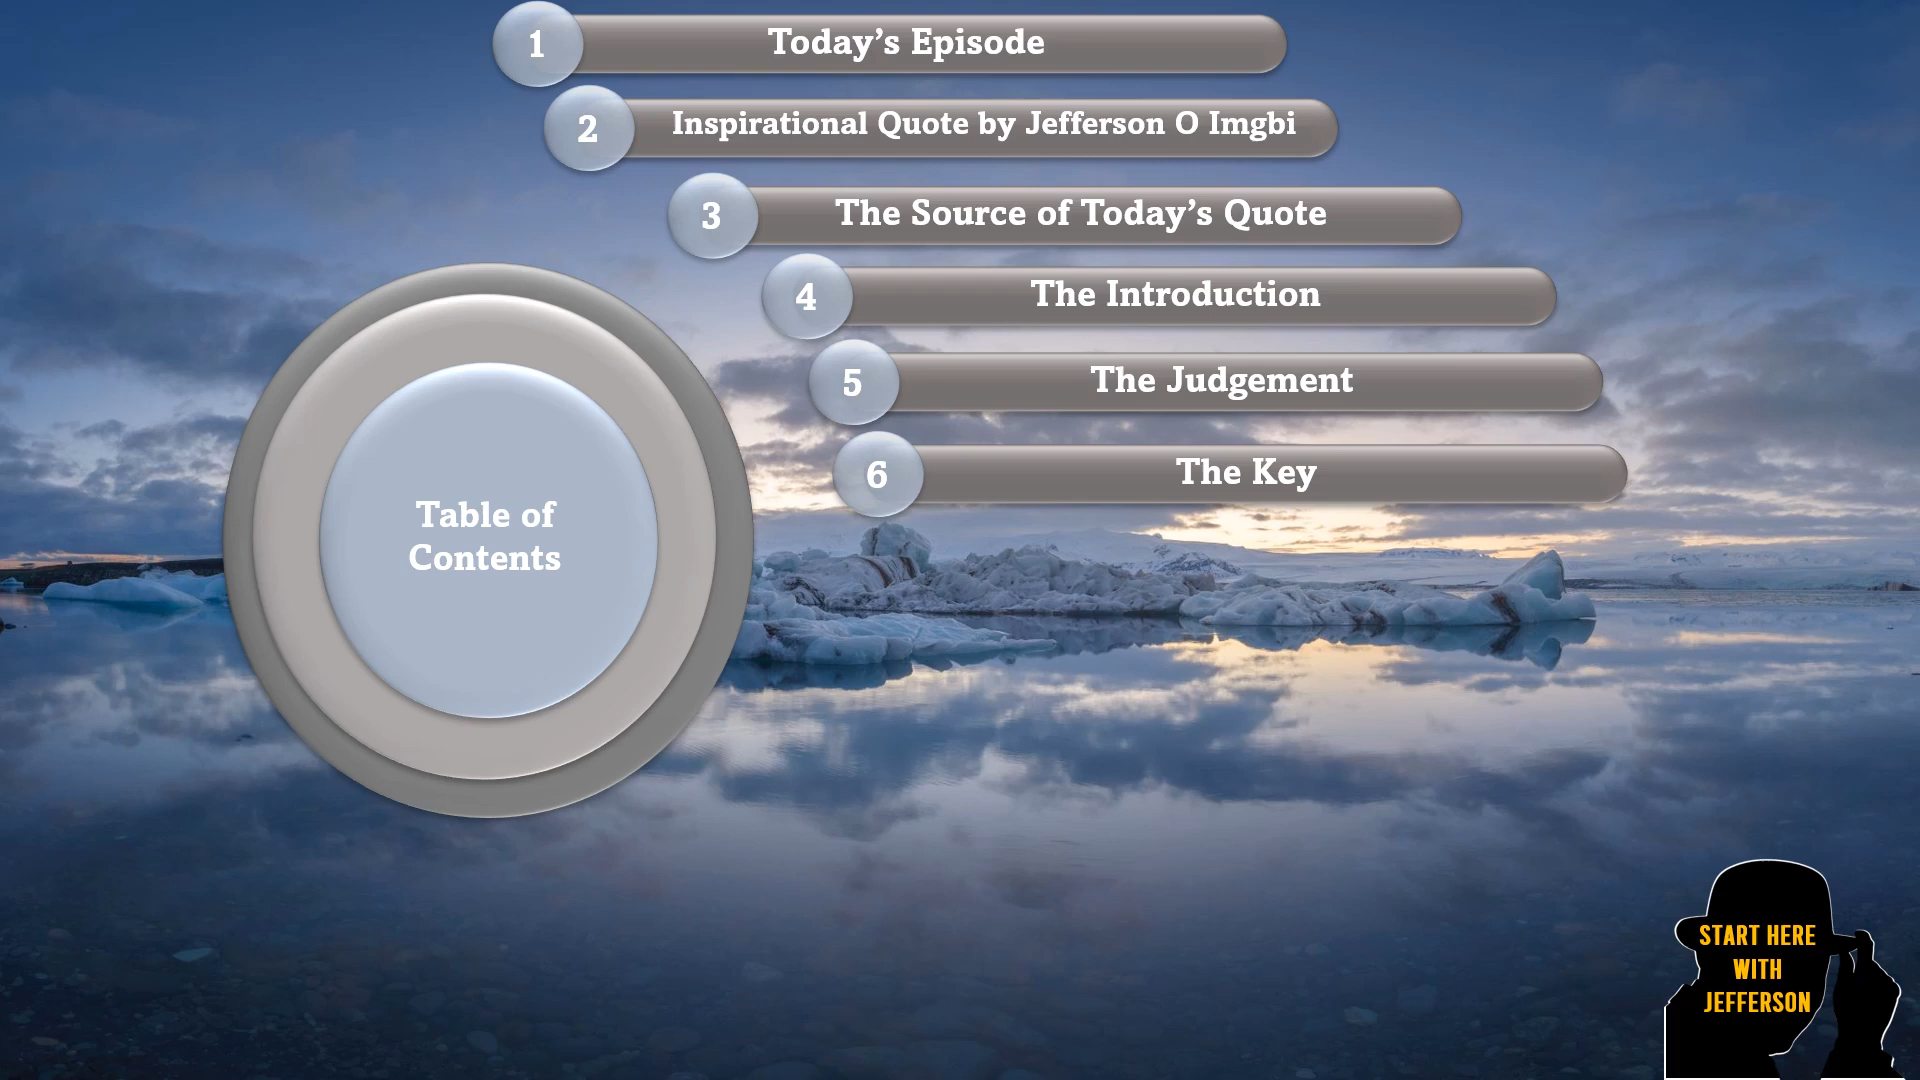 1
Today’s Episode
2
Inspirational Quote by Jefferson O Imgbi
3
The Source of Today’s Quote
4
The Introduction
5
The Judgement
6
The Key
Table of
Contents
START HERE
WITH
JEFFERSON